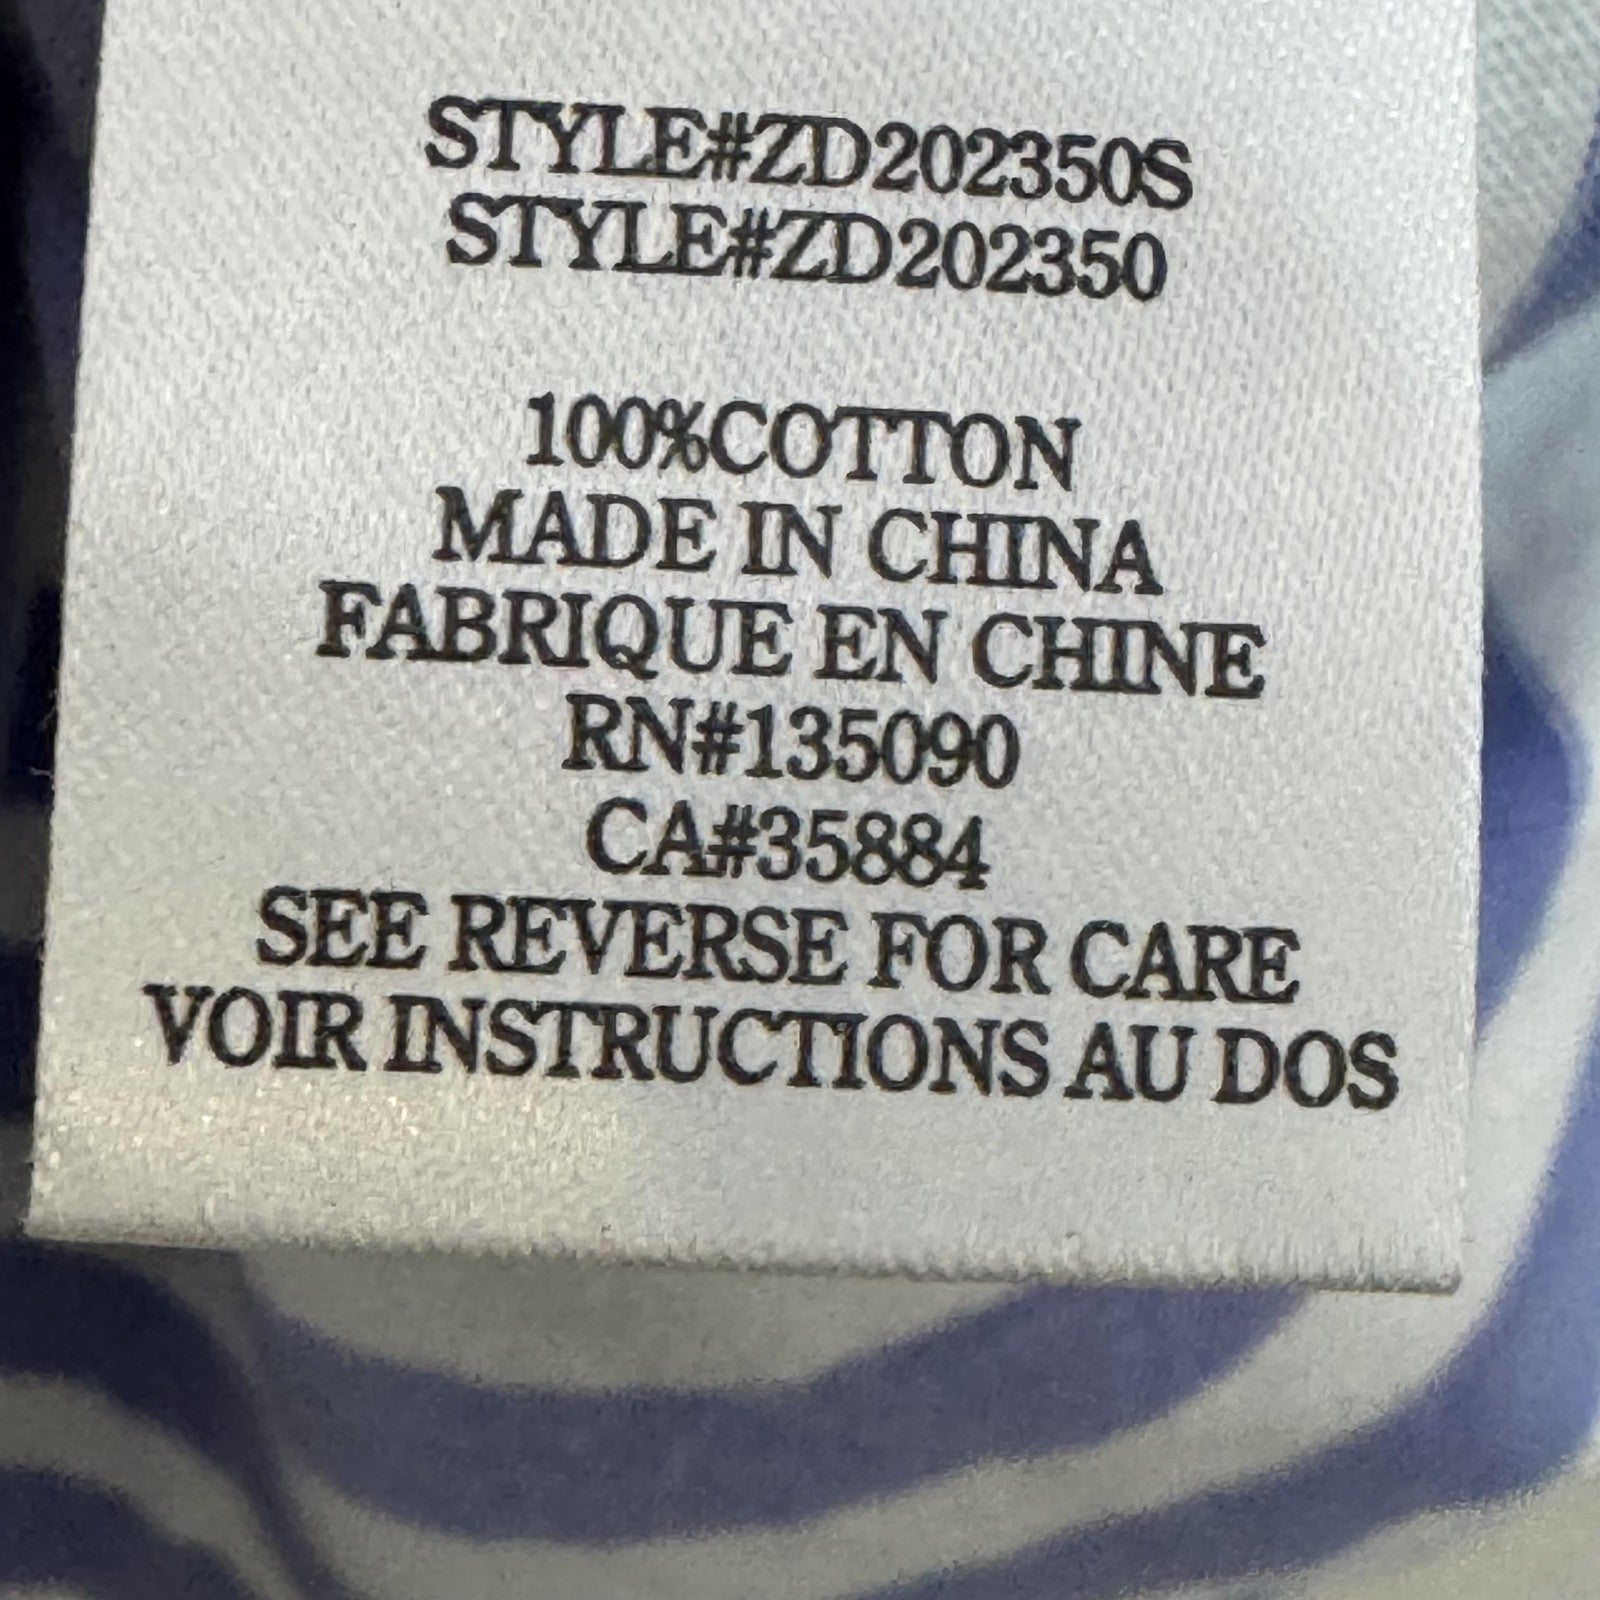 STYLE#ZD202350S
STYLE#ZD202350
100%COTTON
MADE IN CHINA
FABRIQUE EN CHINE
RN#135090
CA#35884
SEE REVERSE FOR CARE
VOIR INSTRUCTIONS AU DOS